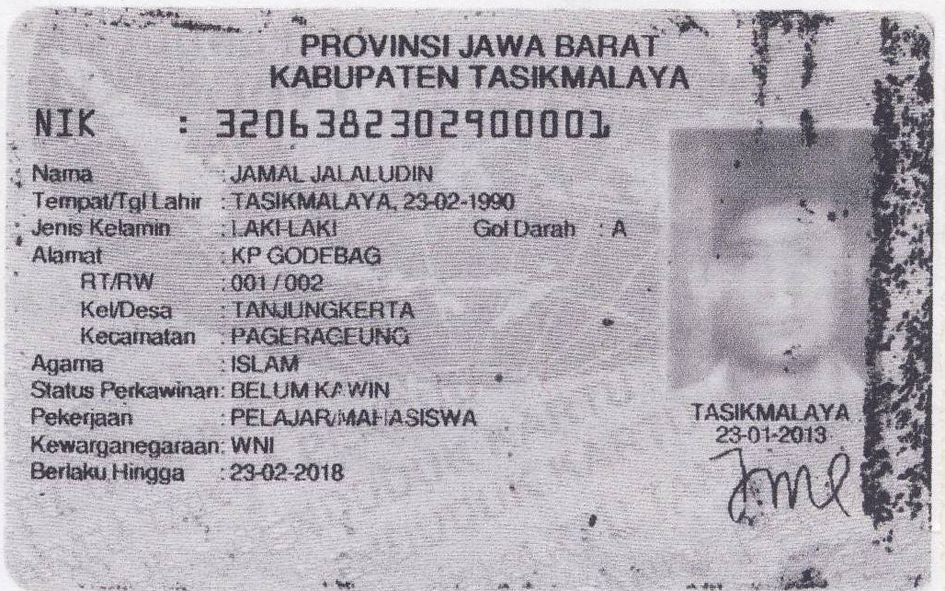 PROVINSI JAWA BARAT
KABUPATEN TASIKMALAYA
NIK : 3206382302900001
Nama : JAMAL JALALUDIN
Tempat/Tgl Lahir : TASIKMALAYA, 23-02-1990
Jenis Kelamin : LAKI-LAKI Gol Darah : A
Alamat : KP GODEBAG
RT/RW : 001 / 002
Kel/Desa : TANJUNGKERTA
Kecamatan : PAGERAGEUNG
Agama : ISLAM
Status Perkawinan: BELUM KAWIN
Pekerjaan : PELAJAR/MAHASISWA
Kewarganegaraan: WNI
Berlaku Hingga : 23-02-2018
TASIKMALAYA
23-01-2013